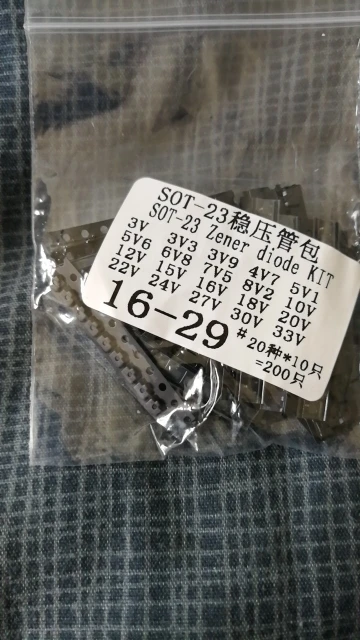 SOT-23稳压管包
SOT-23 Zener diode KIT
3V 3V3 3V9 4V7 5V1
5V6 6V8 7V5 8V2 10V
12V 15V 16V 18V 20V
22V 24V 27V 30V 33V
16-29# 20种*10只
=200只